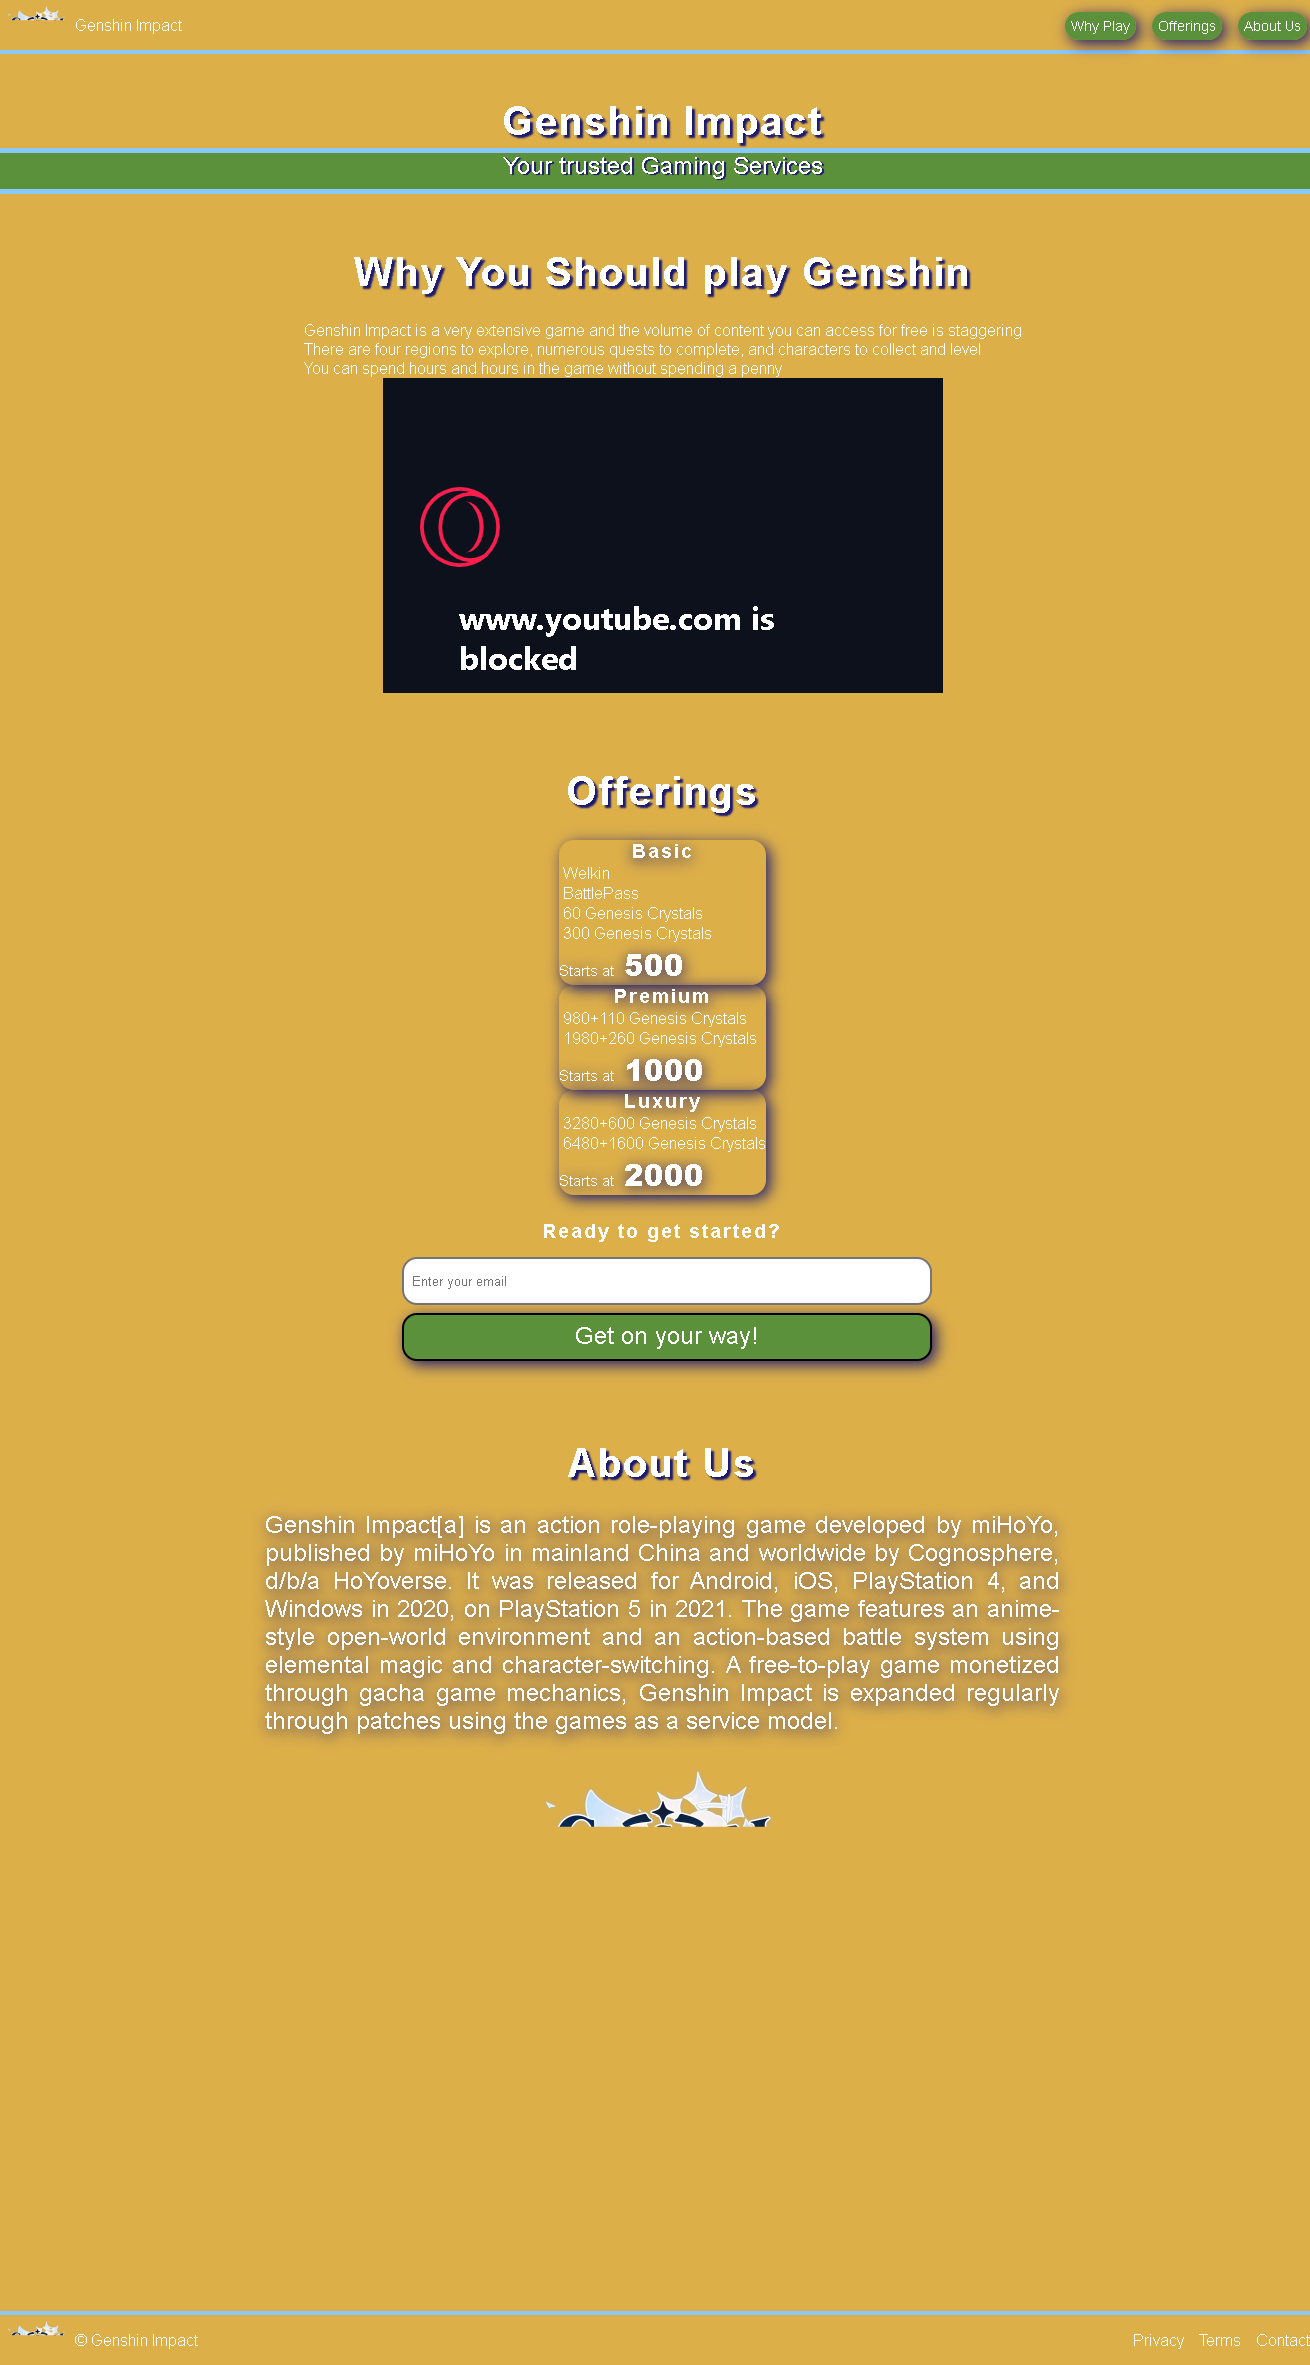 Genshin Impact
Why Play
Offerings
About Us
Genshin Impact
Your trusted Gaming Services
Why You Should play Genshin
Genshin Impact is a very extensive game and the volume of content you can access for free is staggering
There are four regions to explore, numerous quests to complete, and characters to collect and level
You can spend hours and hours in the game without spending a penny
www.youtube.com is
blocked
Offerings
Basic
Welkin
BattlePass
60 Genesis Crystals
300 Genesis Crystals
Starts at 500
Premium
980+110 Genesis Crystals
1980+260 Genesis Crystals
Starts at 1000
Luxury
3280+600 Genesis Crystals
6480+1600 Genesis Crystals
Starts at 2000
Ready to get started?
Enter your email
Get on your way!
About Us
Genshin Impact[a] is an action role-playing game developed by miHoYo,
published by miHoYo in mainland China and worldwide by Cognosphere,
d/b/a HoYoverse. It was released for Android, iOS, PlayStation 4, and
Windows in 2020, on PlayStation 5 in 2021. The game features an anime-
style open-world environment and an action-based battle system using
elemental magic and character-switching. A free-to-play game monetized
through gacha game mechanics, Genshin Impact is expanded regularly
through patches using the games as a service model.
© Genshin Impact
Privacy
Terms
Contact